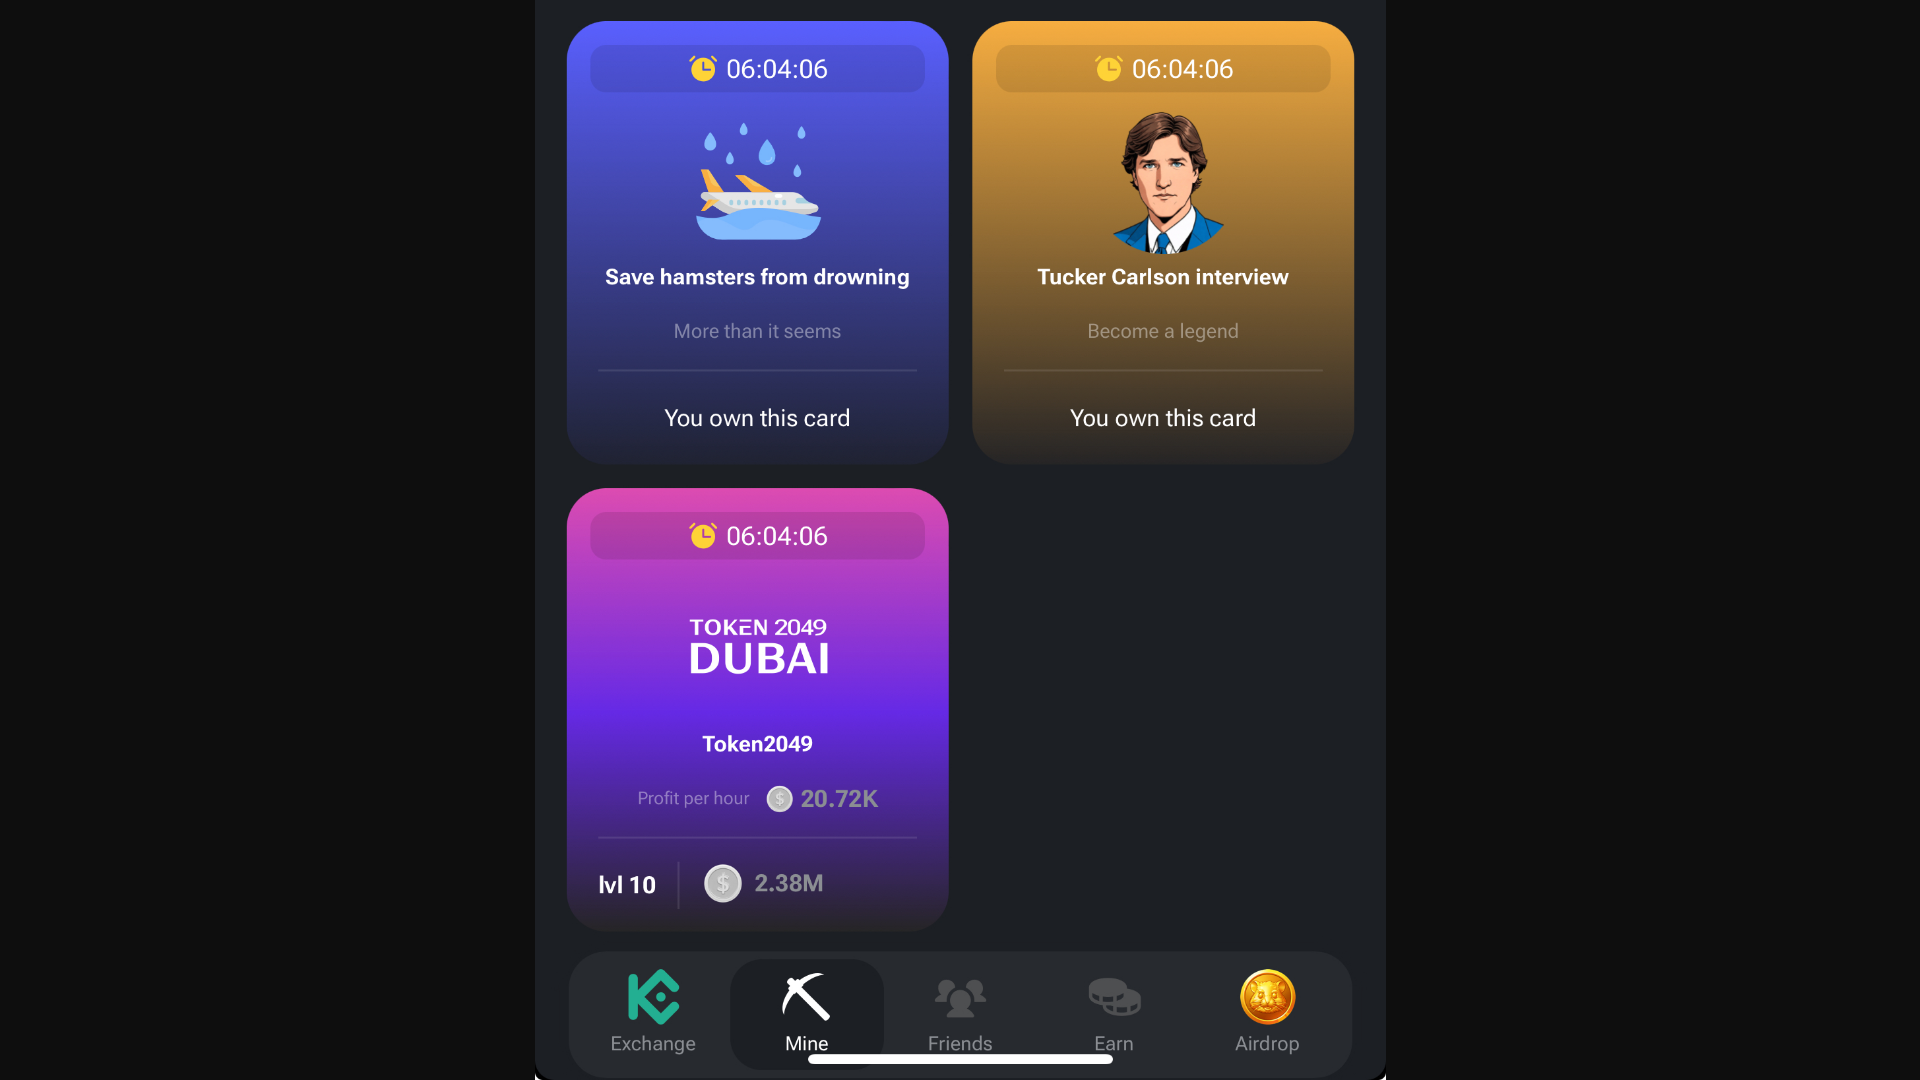 06:04:06
Save hamsters from drowning
More than it seems
You own this card
06:04:06
Tucker Carlson interview
Become a legend
You own this card
06:04:06
TOKEN 2049
DUBAI
Token2049
Profit per hour $ 20.72K
lvl 10 $ 2.38M
Exchange
Mine
Friends
Earn
Airdrop